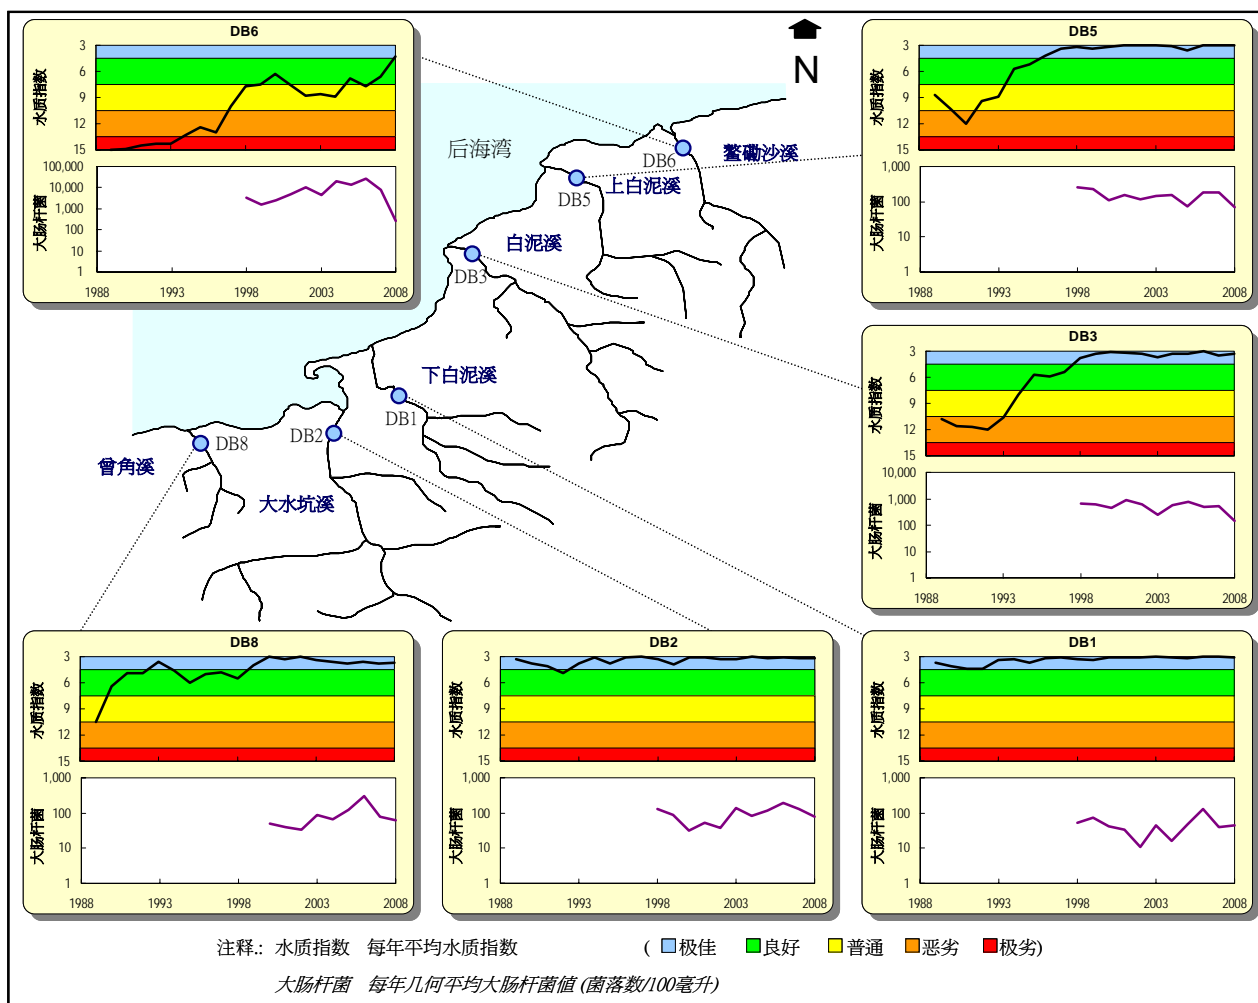 DB6
水质指数
3
6
9
12
15
大肠杆菌
100,000
10,000
1,000
100
10
1
1988 1993 1998 2003 2008
N
DB5
水质指数
3
6
9
12
15
大肠杆菌
1,000
100
10
1
1988 1993 1998 2003 2008
后海湾
DB6
鳌磡沙溪
上白泥溪
DB5
白泥溪
DB3
下白泥溪
DB1
DB2
DB8
曾角溪
大水坑溪
DB3
水质指数
3
6
9
12
15
大肠杆菌
10,000
1,000
100
10
1
1988 1993 1998 2003 2008
DB8
水质指数
3
6
9
12
15
大肠杆菌
1,000
100
10
1
1988 1993 1998 2003 2008
DB2
水质指数
3
6
9
12
15
大肠杆菌
1,000
100
10
1
1988 1993 1998 2003 2008
DB1
水质指数
3
6
9
12
15
大肠杆菌
1,000
100
10
1
1988 1993 1998 2003 2008
注释.: 水质指数 每年平均水质指数 ( 极佳 良好 普通 恶劣 极劣)
大肠杆菌 每年几何平均大肠杆菌值 (菌落数/100毫升)